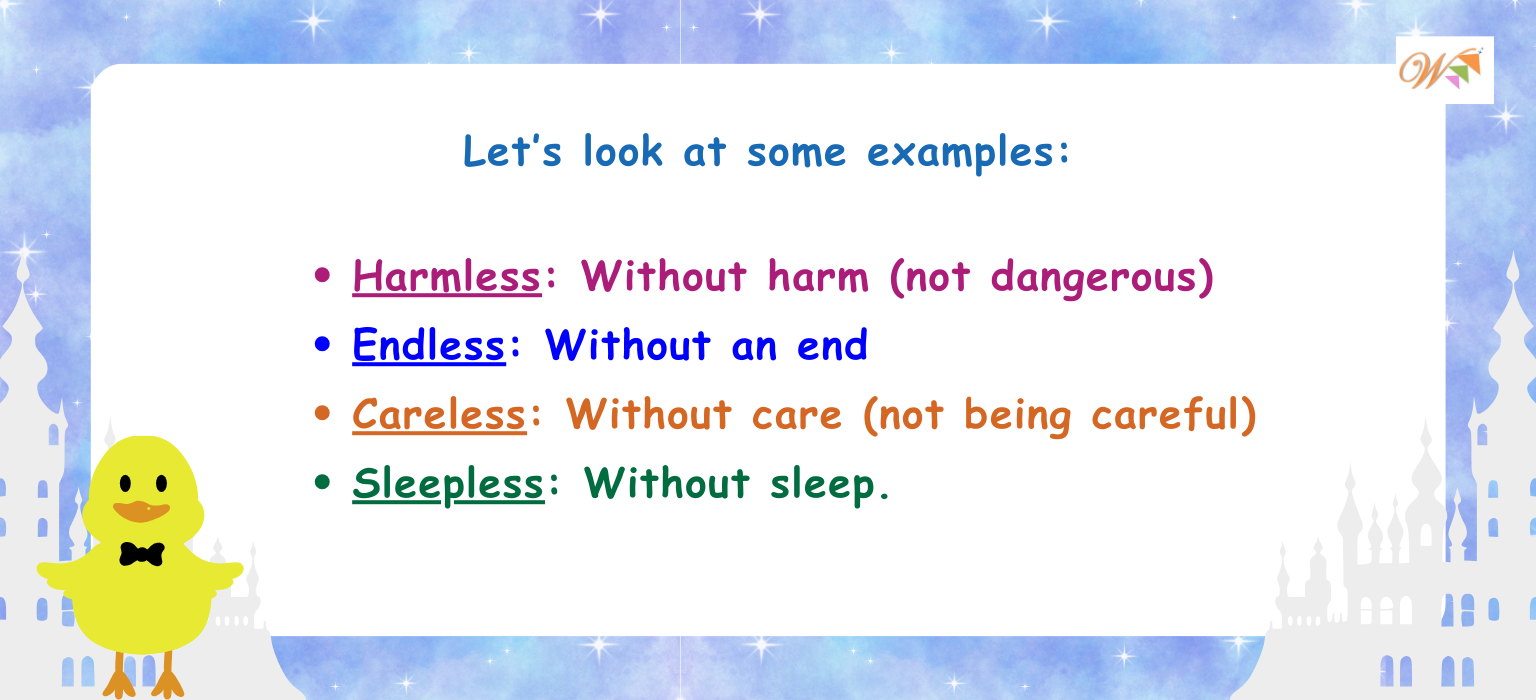 W
Let's look at some examples:
• Harmless: Without harm (not dangerous)
• Endless: Without an end
• Careless: Without care (not being careful)
• Sleepless: Without sleep.